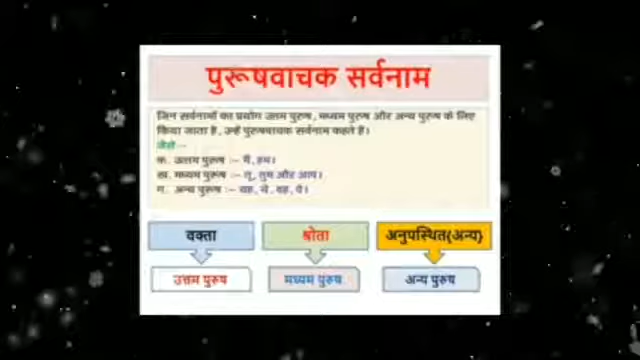 पुरूषवाचक सर्वनाम
जिन सर्वनामों का प्रयोग उत्तम पुरुष, मध्यम पुरुष और अन्य पुरुष के लिए
किया जाता है, उन्हें पुरुषवाचक सर्वनाम कहते हैं।
जैसे :-
क. उत्तम पुरुष :- मैं, हम।
ख. मध्यम पुरुष :- तू, तुम और आप।
ग. अन्य पुरुष :- यह, ये, वह, वे।
वक्ता श्रोता अनुपस्थित(अन्य}
उत्तम पुरुष मध्यम पुरुष अन्य पुरुष